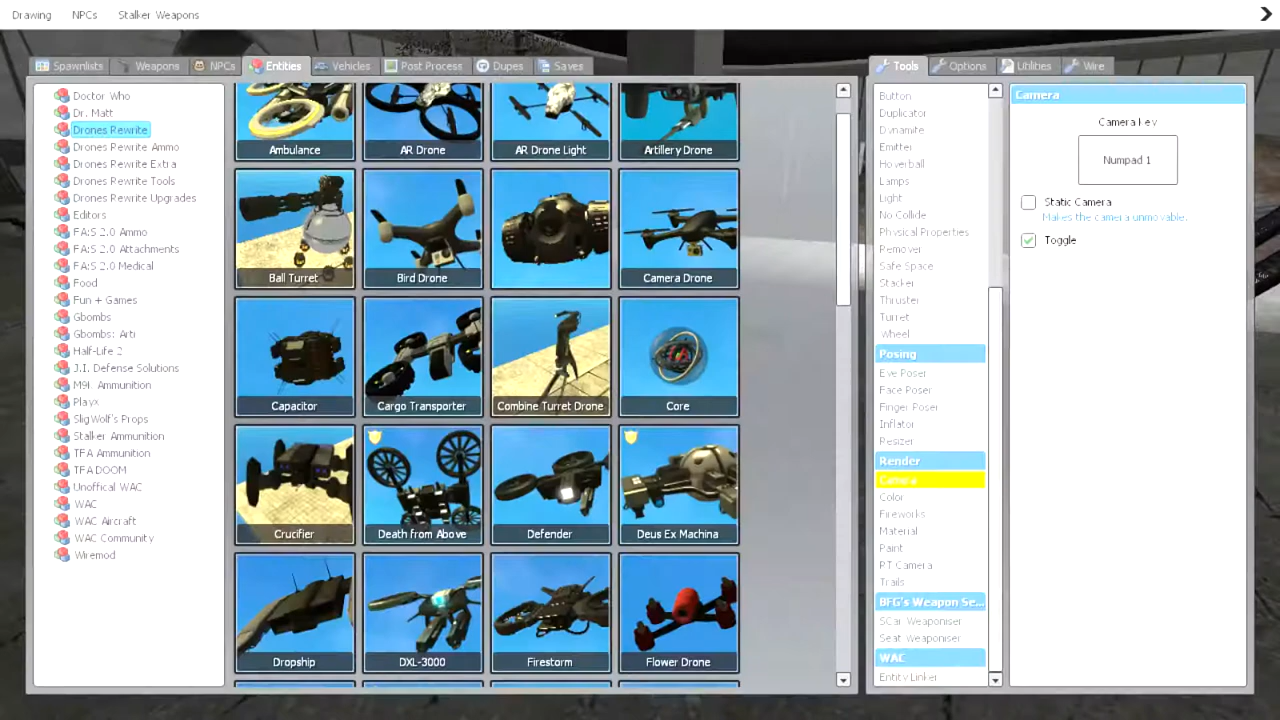 Drawing NPCs Stalker Weapons
Spawnlists Weapons NPCs Entities Vehicles Post Process Dupes Saves
Doctor Who
Dr. Matt
Drones Rewrite
Drones Rewrite Ammo
Drones Rewrite Extra
Drones Rewrite Tools
Drones Rewrite Upgrades
Editors
FA:S 2.0 Ammo
FA:S 2.0 Attachments
FA:S 2.0 Medical
Food
Fun + Games
Gbombs
Gbombs: Arti
Half-Life 2
J.I. Defense Solutions
M9K Ammunition
PlayX
SligWolf's Props
Stalker Ammunition
TFA Ammunition
TFA DOOM
Unoffical WAC
WAC
WAC Aircraft
WAC Community
Wiremod
Ambulance AR Drone AR Drone Light Artillery Drone
Ball Turret Bird Drone Camera Drone
Capacitor Cargo Transporter Combine Turret Drone Core
Crucifier Death from Above Defender Deus Ex Machina
Dropship DXL-3000 Firestorm Flower Drone
Tools Options Utilities Wire
Button
Duplicator
Dynamite
Emitter
Hoverball
Lamps
Light
No Collide
Physical Properties
Remover
Safe Space
Stacker
Thruster
Turret
Wheel
Posing
Eye Poser
Face Poser
Finger Poser
Inflator
Resizer
Render
Camera
Color
Fireworks
Material
Paint
RT Camera
Trails
BFG's Weapon Se...
SCar Weaponiser
Seat Weaponiser
WAC
Entity Linker
Camera
Camera Key
Numpad 1
Static Camera
Makes the camera unmovable.
Toggle